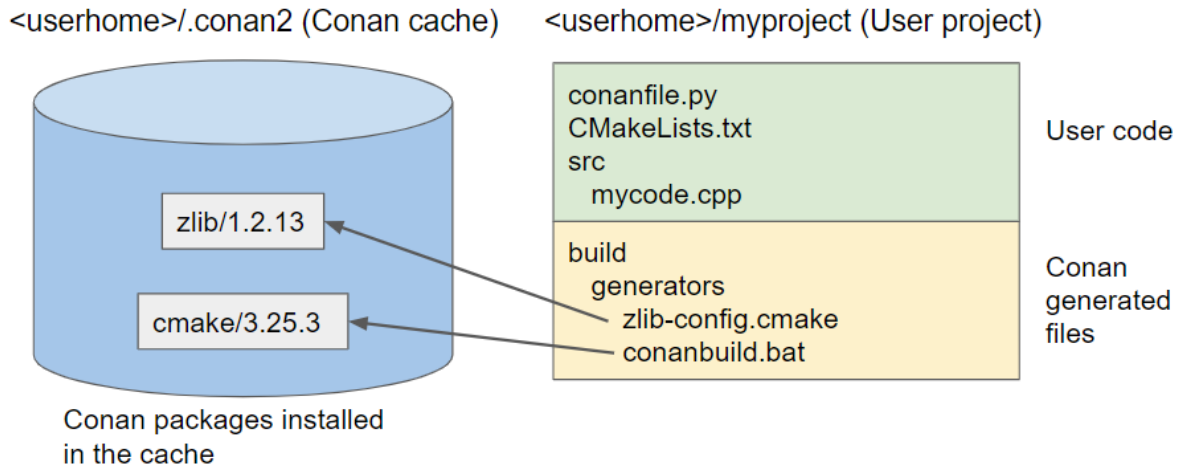 <userhome>/.conan2 (Conan cache)
<userhome>/myproject (User project)
zlib/1.2.13
cmake/3.25.3
Conan packages installed
in the cache
conanfile.py
CMakeLists.txt
src
mycode.cpp
User code
build
generators
zlib-config.cmake
conanbuild.bat
Conan
generated
files